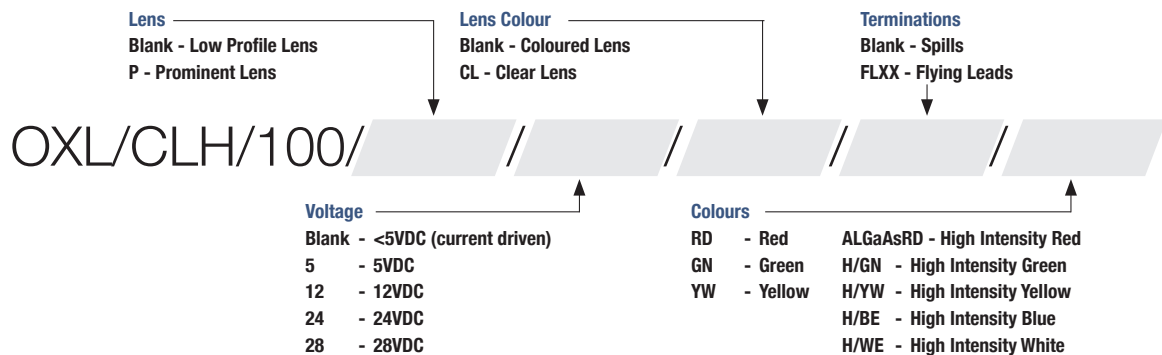 Lens
Blank - Low Profile Lens
P - Prominent Lens
Lens Colour
Blank - Coloured Lens
CL - Clear Lens
Terminations
Blank - Spills
FLXX - Flying Leads
OXL/CLH/100/ / / / /
Voltage
Blank - <5VDC (current driven)
5 - 5VDC
12 - 12VDC
24 - 24VDC
28 - 28VDC
Colours
RD - Red ALGaAsRD - High Intensity Red
GN - Green H/GN - High Intensity Green
YW - Yellow H/YW - High Intensity Yellow
H/BE - High Intensity Blue
H/WE - High Intensity White